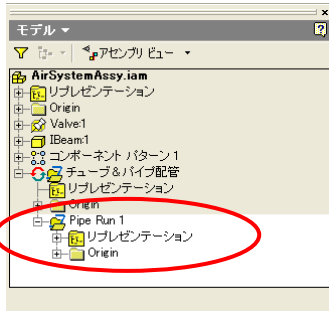 モデル
アセンブリ ビュー
AirSystemAssy.iam
リプレゼンテーション
Origin
Valve:1
IBeam:1
コンポーネント パターン 1
チューブ&パイプ配管
リプレゼンテーション
Origin
Pipe Run 1
リプレゼンテーション
Origin